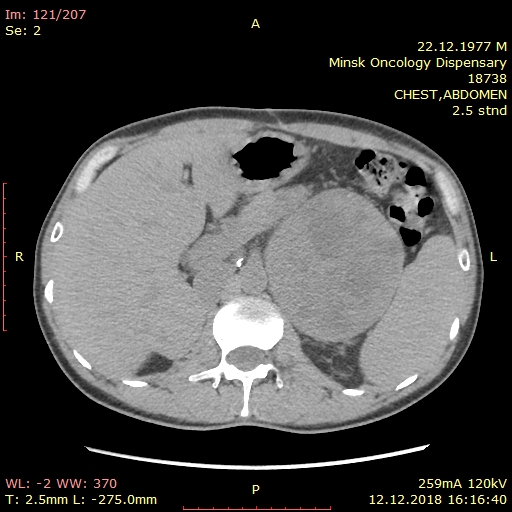 Im: 121/207
Se: 2
A
22.12.1977 M
Minsk Oncology Dispensary
18738
CHEST,ABDOMEN
2.5 stnd
R
L
WL: -2 WW: 370
T: 2.5mm L: -275.0mm
P
259mA 120kV
12.12.2018 16:16:40